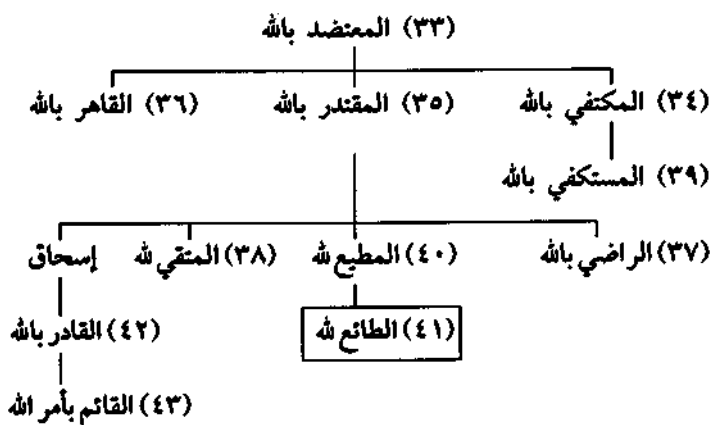 (٣٣) المعتضد بالله
(٣٤) المكتفي بالله (٣٥) المقتدر بالله (٣٦) القاهر بالله
(٣٩) المستكفي بالله
(٣٧) الراضي بالله (٤٠) المطيع لله (٣٨) المتقي لله إسحاق
(٤١) الطائع لله (٤٢) القادر بالله
(٤٣) القائم بأمر الله